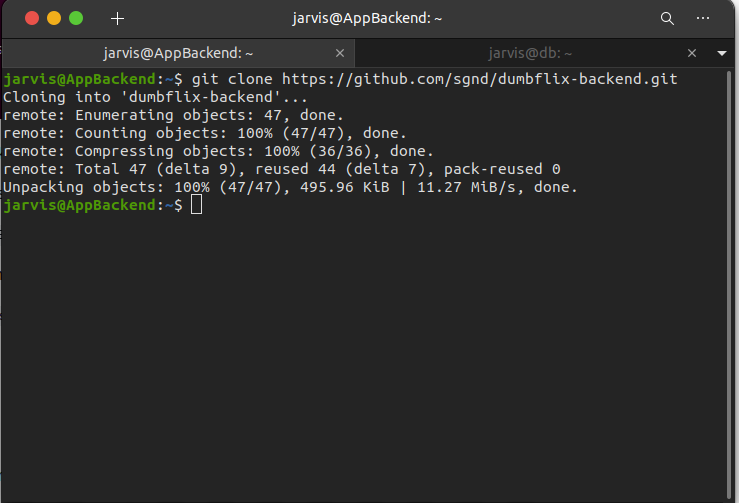 jarvis@AppBackend: ~
jarvis@AppBackend: ~
jarvis@db: ~
jarvis@AppBackend:~$ git clone https://github.com/sgnd/dumbflix-backend.git
Cloning into 'dumbflix-backend'...
remote: Enumerating objects: 47, done.
remote: Counting objects: 100% (47/47), done.
remote: Compressing objects: 100% (36/36), done.
remote: Total 47 (delta 9), reused 44 (delta 7), pack-reused 0
Unpacking objects: 100% (47/47), 495.96 KiB | 11.27 MiB/s, done.
jarvis@AppBackend:~$